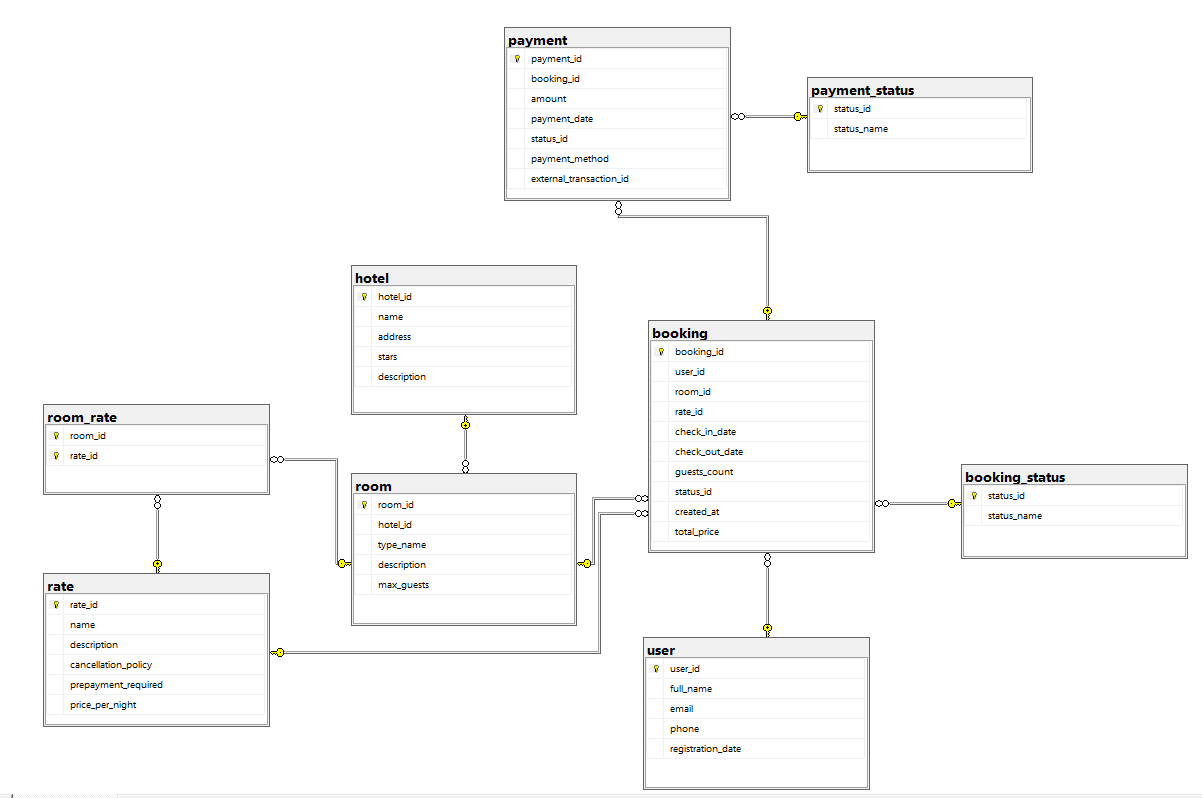 payment
payment_id
booking_id
amount
payment_date
status_id
payment_method
external_transaction_id
payment_status
status_id
status_name
hotel
hotel_id
name
address
stars
description
booking
booking_id
user_id
room_id
rate_id
check_in_date
check_out_date
guests_count
status_id
created_at
total_price
room_rate
room_id
rate_id
room
room_id
hotel_id
type_name
description
max_guests
booking_status
status_id
status_name
rate
rate_id
name
description
cancellation_policy
prepayment_required
price_per_night
user
user_id
full_name
email
phone
registration_date